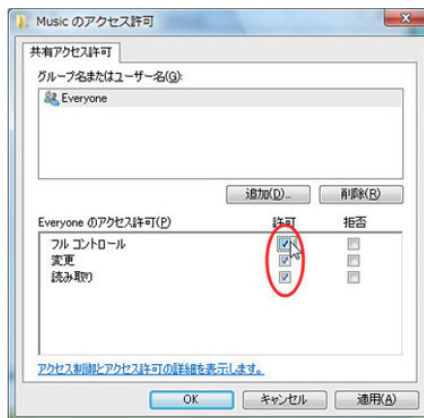 Music のアクセス許可
共有アクセス許可
グループ名またはユーザー名(G):
Everyone
追加(D)... 削除(R)
Everyone のアクセス許可(P) 許可 拒否
フル コントロール
変更
読み取り
アクセス制御とアクセス許可の詳細を表示します。
OK キャンセル 適用(A)